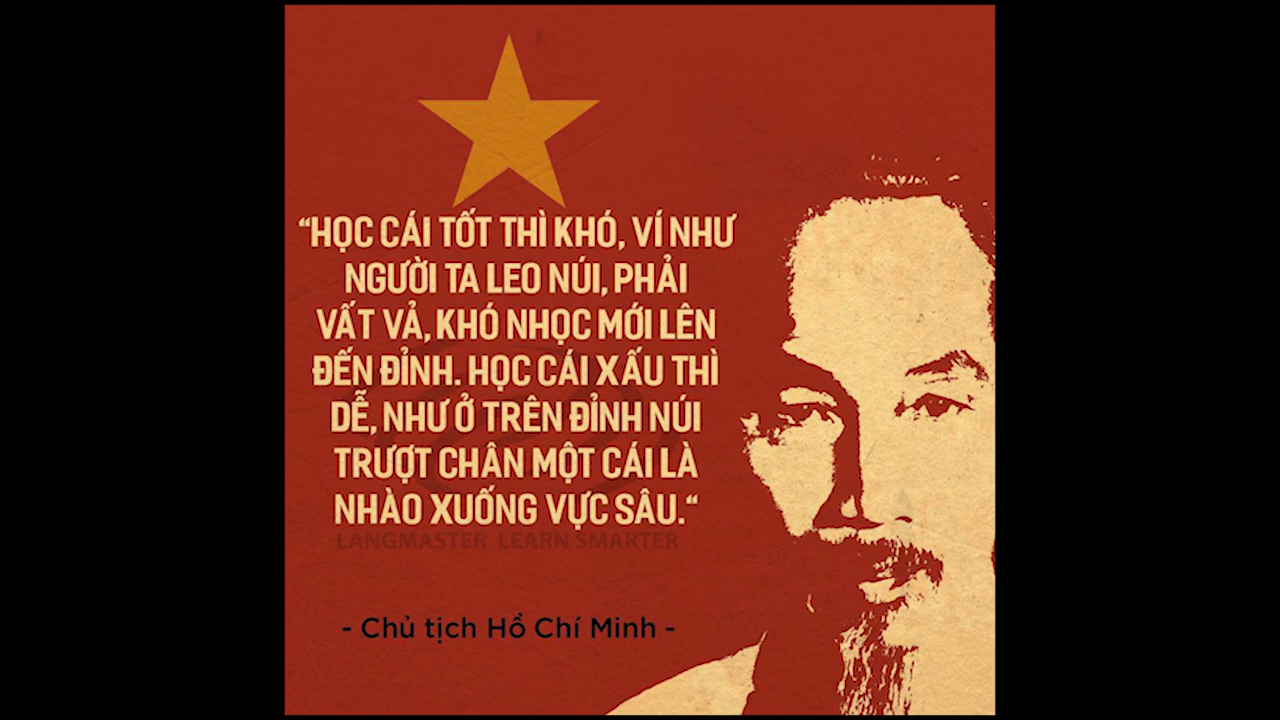 “HỌC CÁI TỐT THÌ KHÓ, VÍ NHƯ
NGƯỜI TA LEO NÚI, PHẢI
VẤT VẢ, KHÓ NHỌC MỚI LÊN
ĐẾN ĐỈNH. HỌC CÁI XẤU THÌ
DỄ, NHƯ Ở TRÊN ĐỈNH NÚI
TRƯỢT CHÂN MỘT CÁI LÀ
NHÀO XUỐNG VỰC SÂU.“
LANGMASTER LEARN SMARTER
- Chủ tịch Hồ Chí Minh -